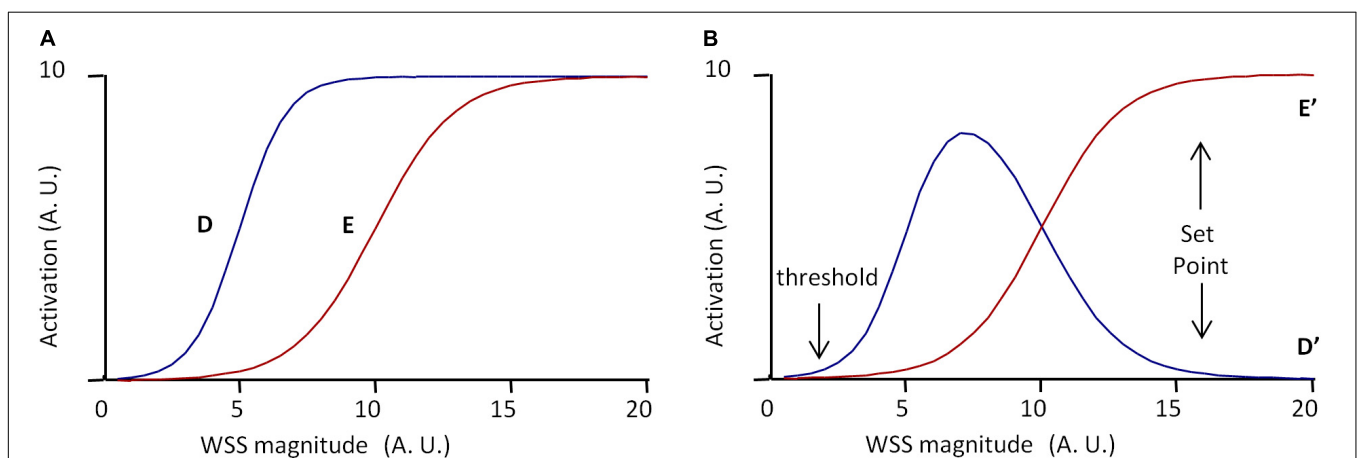 A
10
Activation (A. U.)
D
E
0 5 10 15 20
WSS magnitude (A. U.)
B
10
Activation (A. U.)
E’
Set
Point
threshold
D’
0 5 10 15 20
WSS magnitude (A. U.)